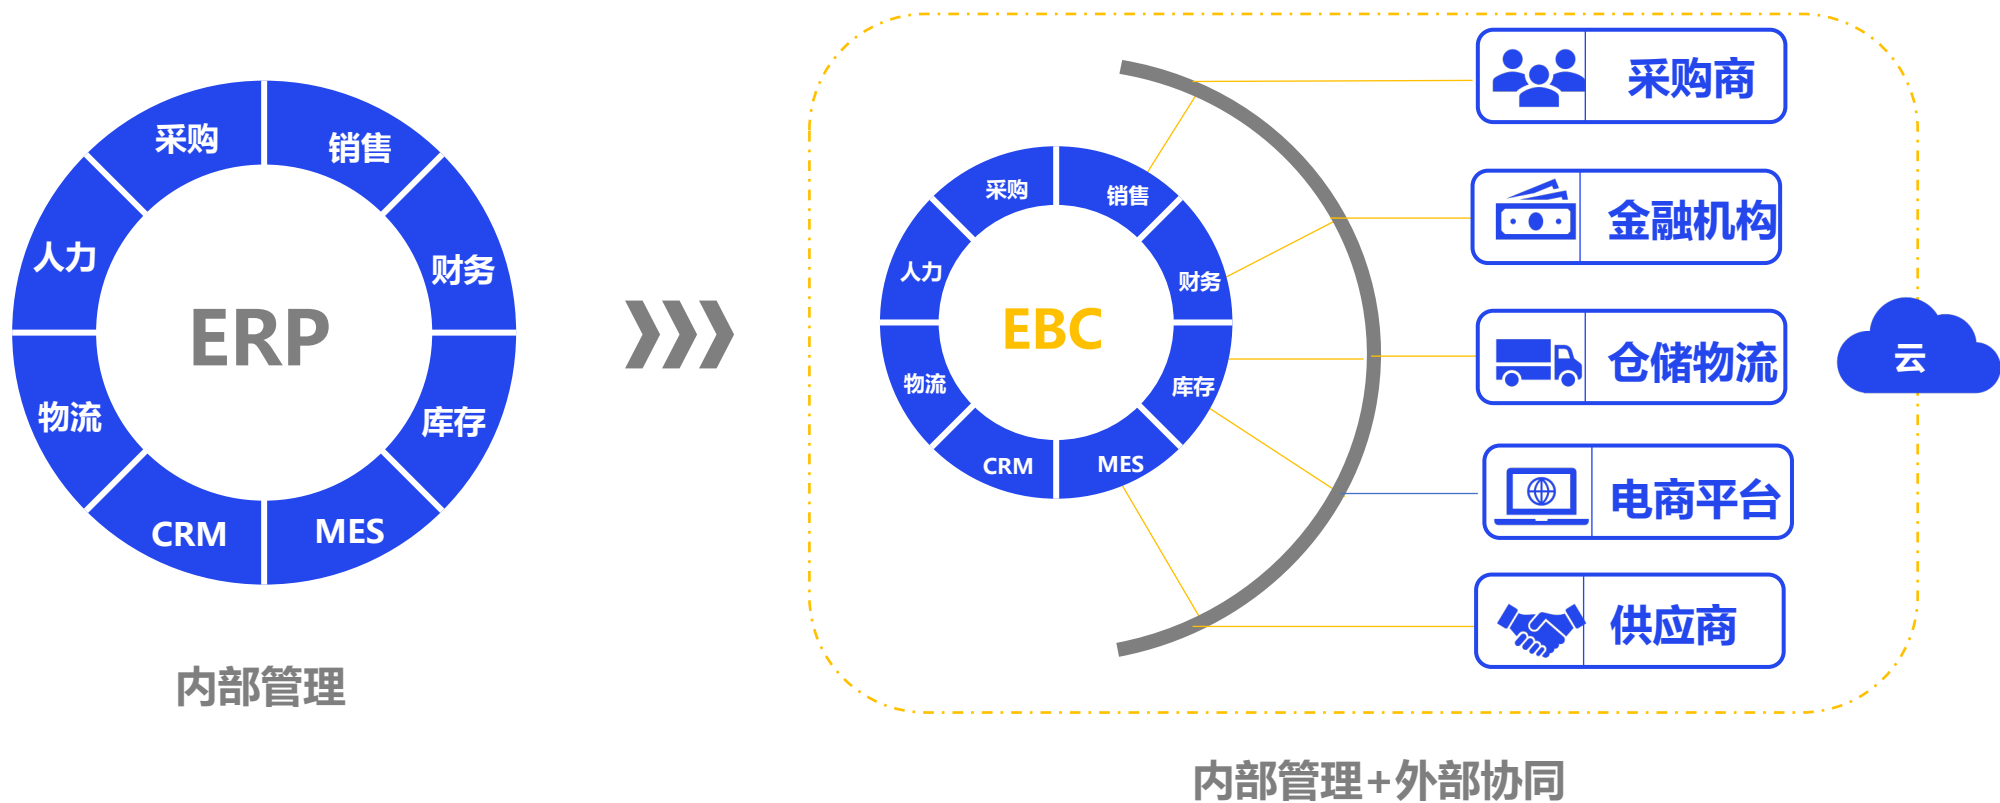 采购
销售
人力
财务
ERP
物流
库存
CRM
MES
内部管理
采购
销售
人力
财务
EBC
物流
库存
CRM
MES
采购商
金融机构
仓储物流
电商平台
供应商
云
内部管理+外部协同